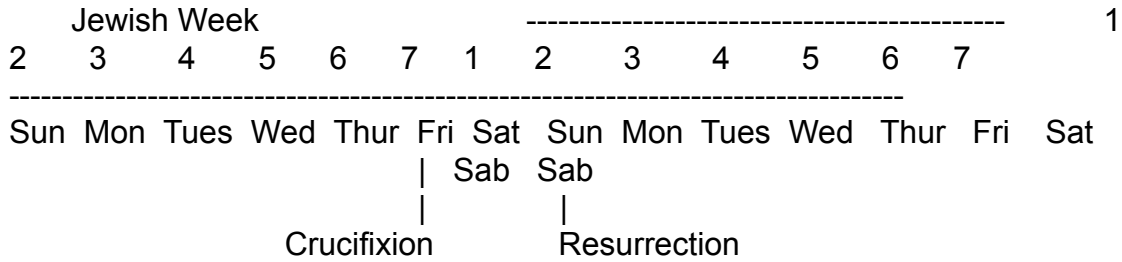 Jewish Week --------------------------------------------- 1
2 3 4 5 6 7 1 2 3 4 5 6 7
-------------------------------------------------------------------------------------
Sun Mon Tues Wed Thur Fri Sat Sun Mon Tues Wed Thur Fri Sat
| Sab Sab
| |
Crucifixion Resurrection